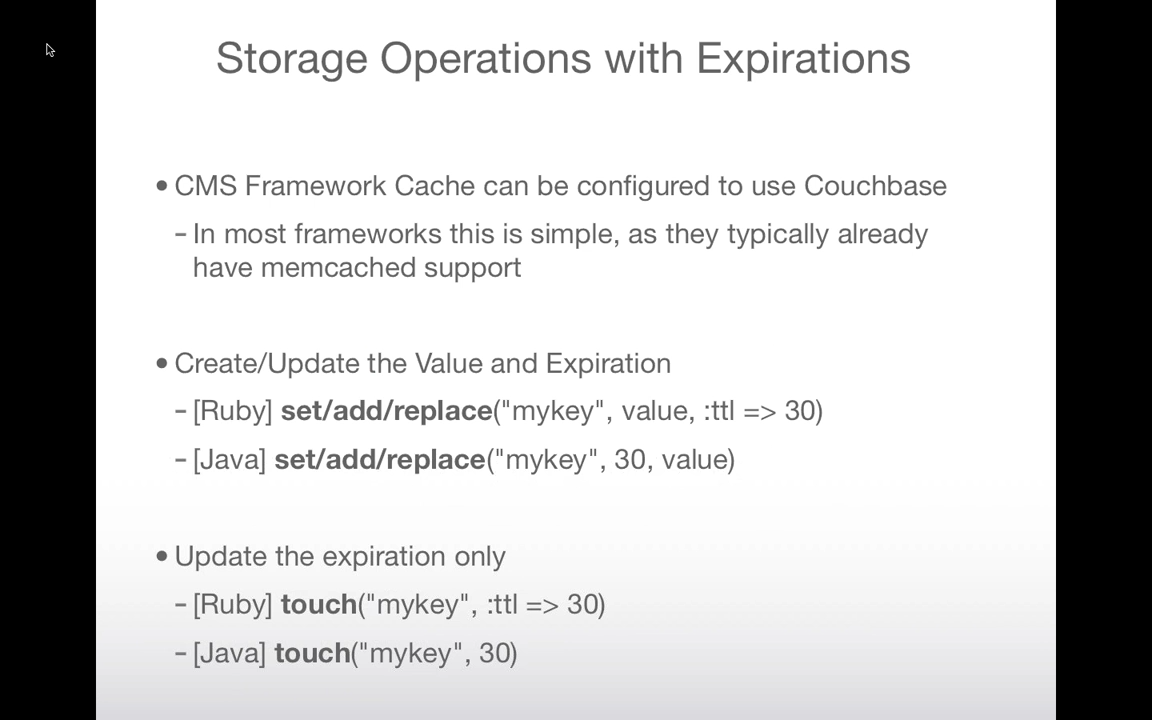 Storage Operations with Expirations
• CMS Framework Cache can be configured to use Couchbase
- In most frameworks this is simple, as they typically already
have memcached support
• Create/Update the Value and Expiration
- [Ruby] set/add/replace("mykey", value, :ttl => 30)
- [Java] set/add/replace("mykey", 30, value)
• Update the expiration only
- [Ruby] touch("mykey", :ttl => 30)
- [Java] touch("mykey", 30)